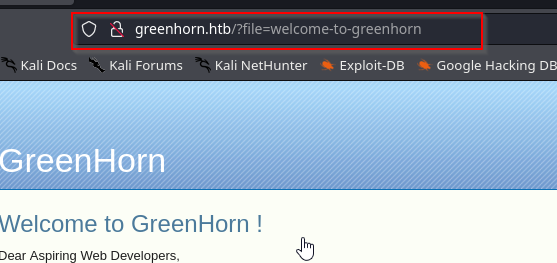 greenhorn.htb/?file=welcome-to-greenhorn
Kali Docs Kali Forums Kali NetHunter Exploit-DB Google Hacking DB
GreenHorn
Welcome to GreenHorn !
Dear Aspiring Web Developers,